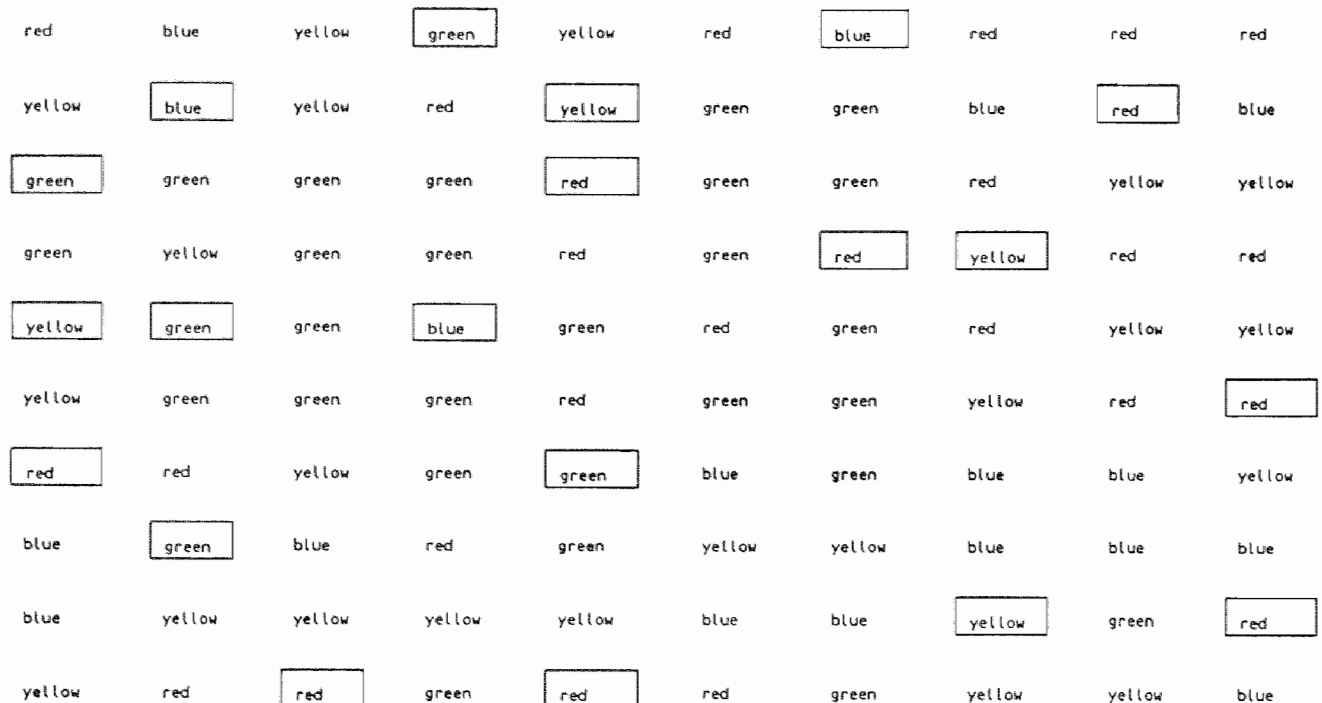 red blue yellow green yellow red blue red red red
yellow blue yellow red yellow green green blue red blue
green green green green red green green red yellow yellow
green yellow green green red green red yellow red red
yellow green green blue green red green red yellow yellow
yellow green green green red green green yellow red red
red red yellow green green blue green blue blue yellow
blue green blue red green yellow yellow blue blue blue
blue yellow yellow yellow yellow blue blue yellow green red
yellow red red green red red green yellow yellow blue